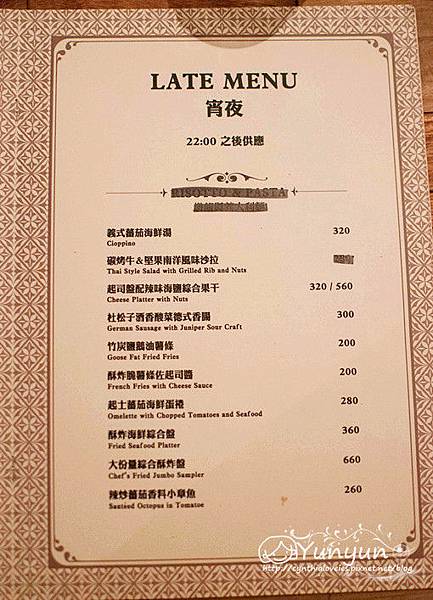 LATE MENU
宵夜
22:00 之後供應
RISOTTO & PASTA
義式蕃茄海鮮湯 320
Cioppino
碳烤牛&堅果南洋風味沙拉
Thai Style Salad with Grilled Rib and Nuts
起司盤配辣味海鹽綜合果干 320 / 560
Cheese Platter with Nuts
杜松子酒香酸菜德式香腸 300
German Sausage with Juniper Sour Craft
竹炭鹽鵝油薯條 200
Goose Fat Fried Fries
酥炸脆薯條佐起司醬 200
French Fries with Cheese Sauce
起士蕃茄海鮮蛋捲 280
Omelette with Chopped Tomatoes and Seafood
酥炸海鮮綜合盤 360
Fried Seafood Platter
大份量綜合酥炸盤 660
Chef's Fried Jumbo Sampler
辣炒蕃茄香料小章魚 260
Sautéed Octopus in Tomatoe
Yunyun
http://cynthialovejes.pixnet.net/blog